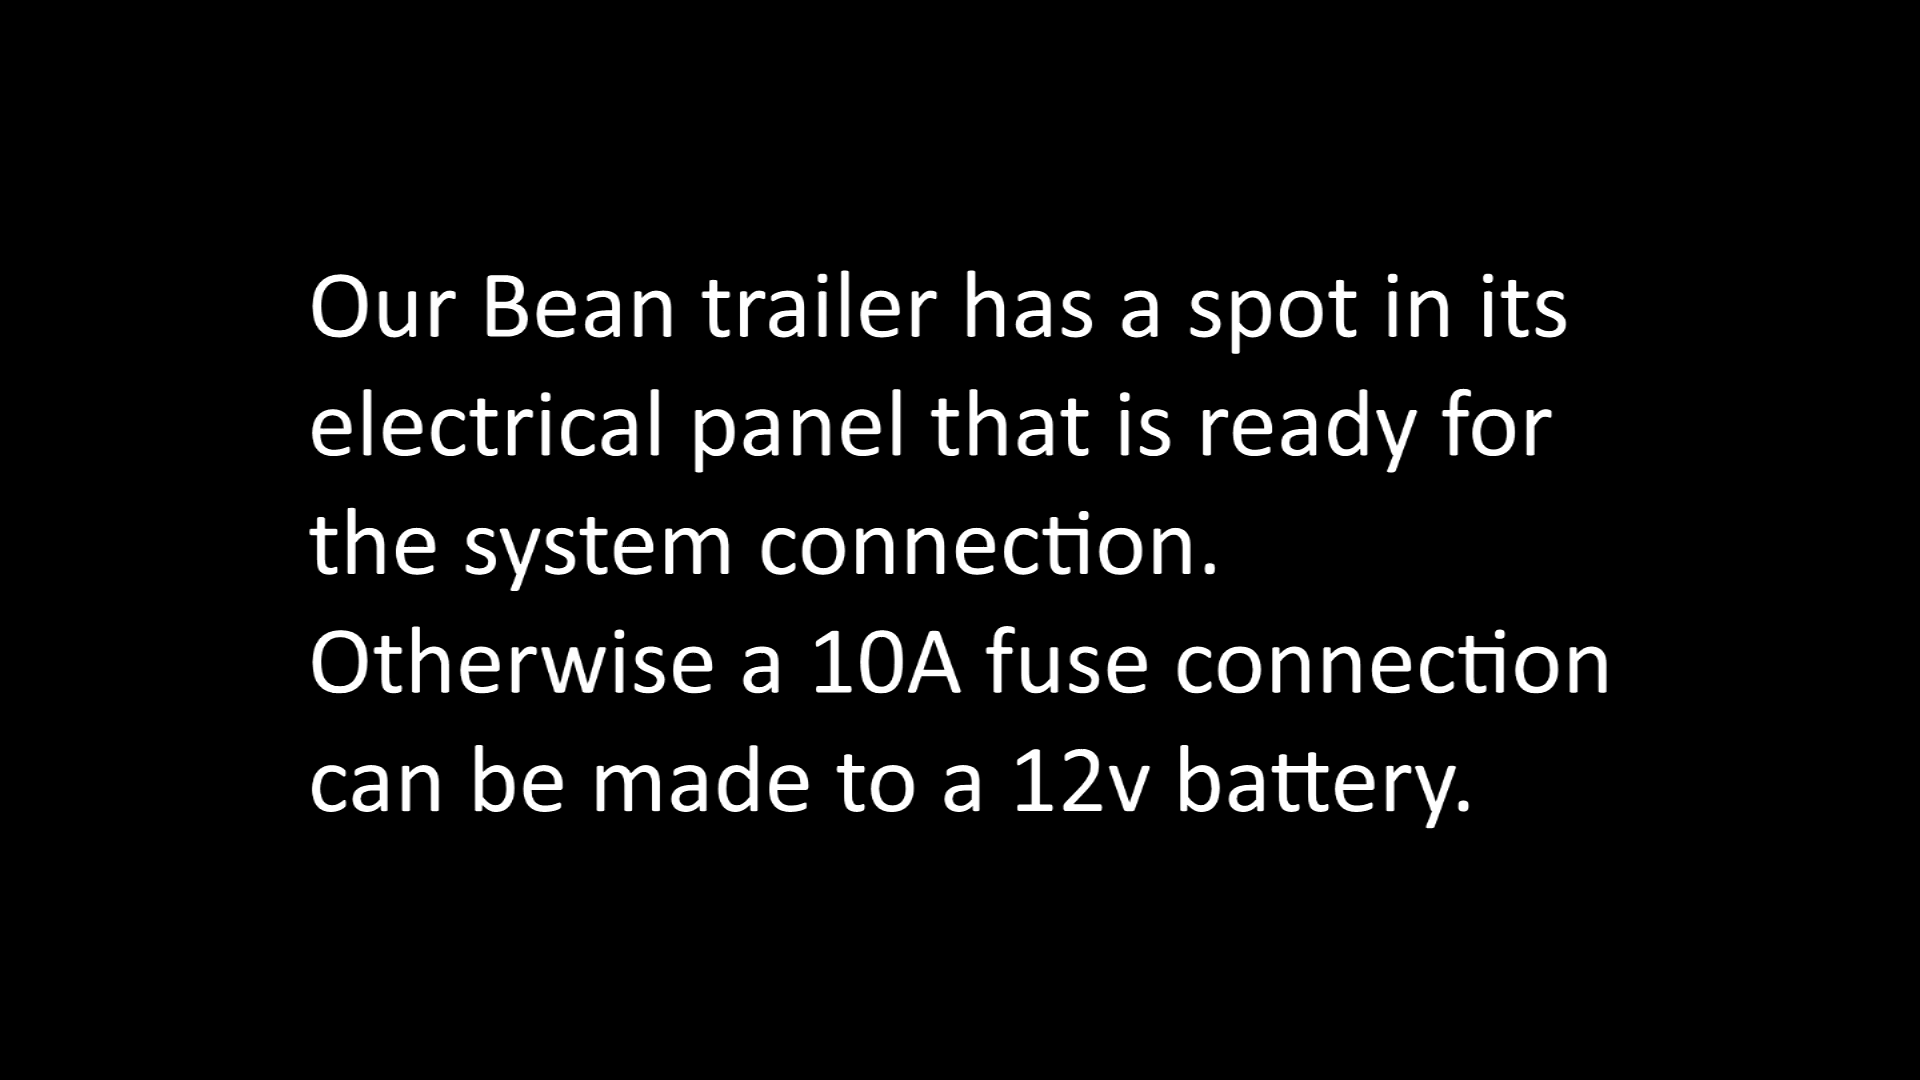 Our Bean trailer has a spot in its
electrical panel that is ready for
the system connection.
Otherwise a 10A fuse connection
can be made to a 12v battery.